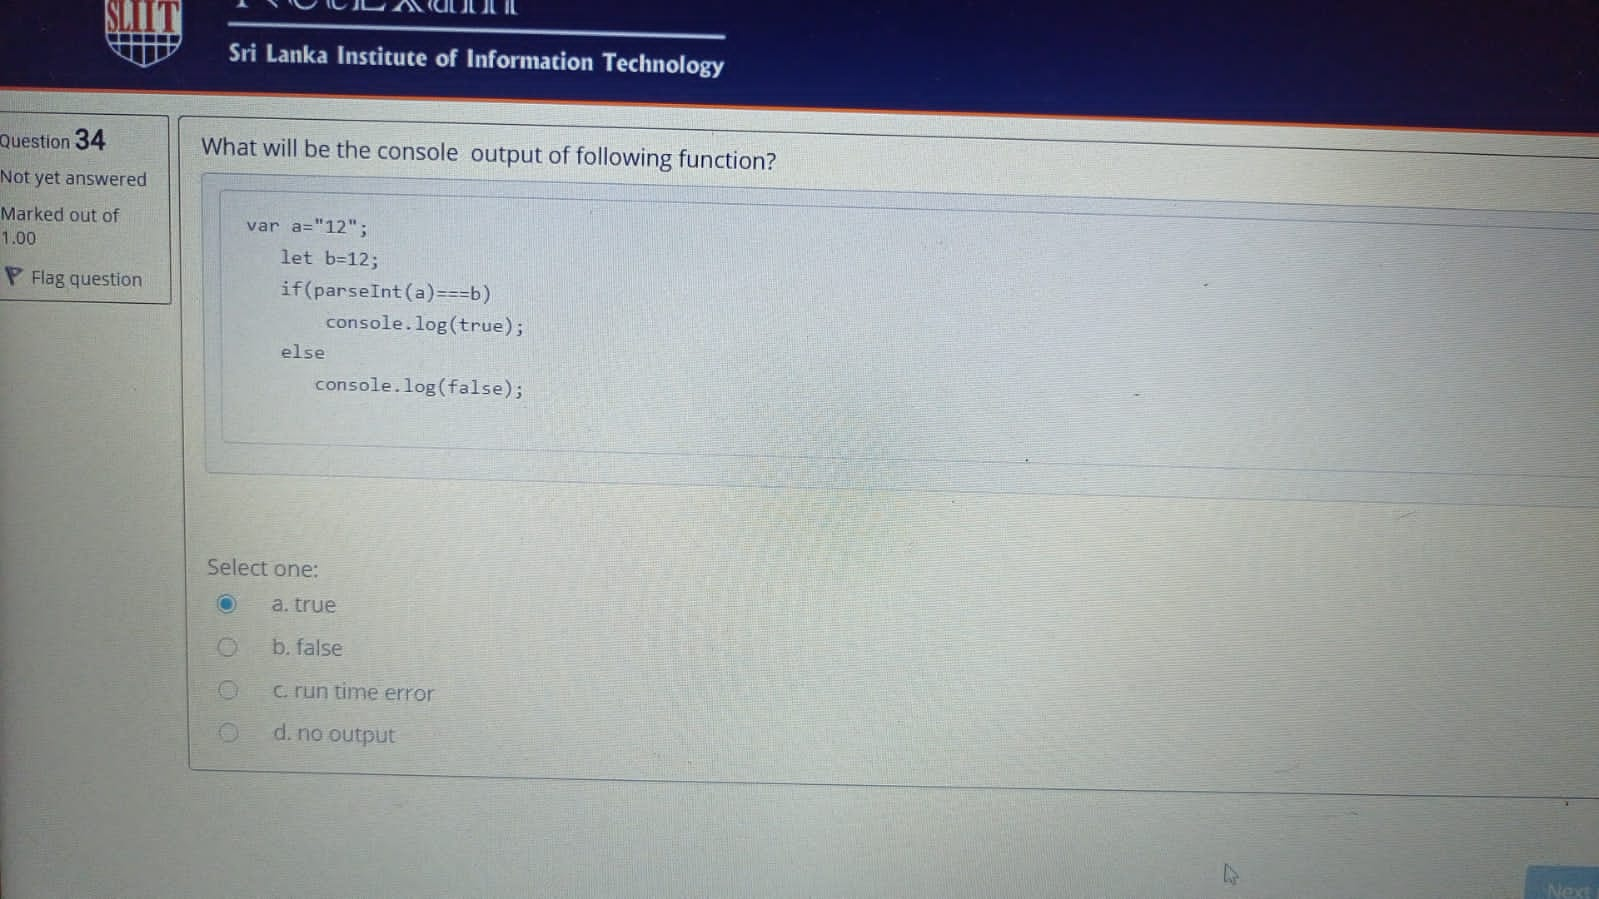 SLIIT
Sri Lanka Institute of Information Technology
Question 34
Not yet answered
Marked out of
1.00
Flag question
What will be the console output of following function?
var a="12";
let b=12;
if(parseInt(a)===b)
console.log(true);
else
console.log(false);
Select one:
a. true
b. false
c. run time error
d. no output
Next